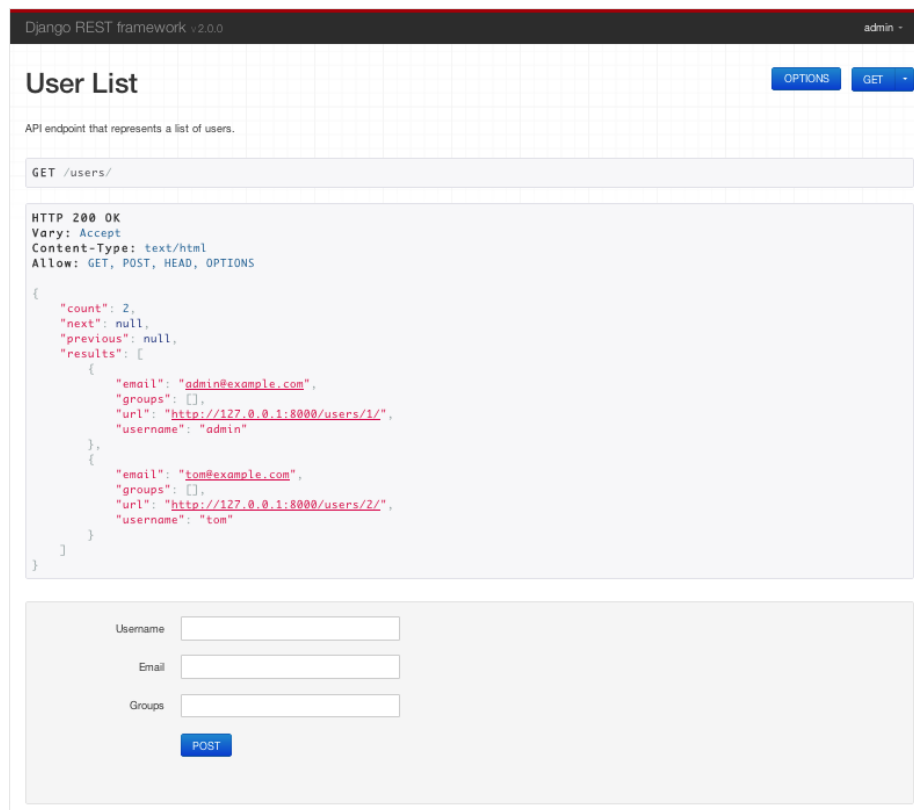 Django REST framework v 2.0.0
admin
User List
OPTIONS
GET
API endpoint that represents a list of users.
GET /users/
HTTP 200 OK
Vary: Accept
Content-Type: text/html
Allow: GET, POST, HEAD, OPTIONS
{
    "count": 2,
    "next": null,
    "previous": null,
    "results": [
        {
            "email": "admin@example.com",
            "groups": [],
            "url": "http://127.0.0.1:8000/users/1/",
            "username": "admin"
        },
        {
            "email": "tom@example.com",
            "groups": [],
            "url": "http://127.0.0.1:8000/users/2/",
            "username": "tom"
        }
    ]
}
Username
Email
Groups
POST